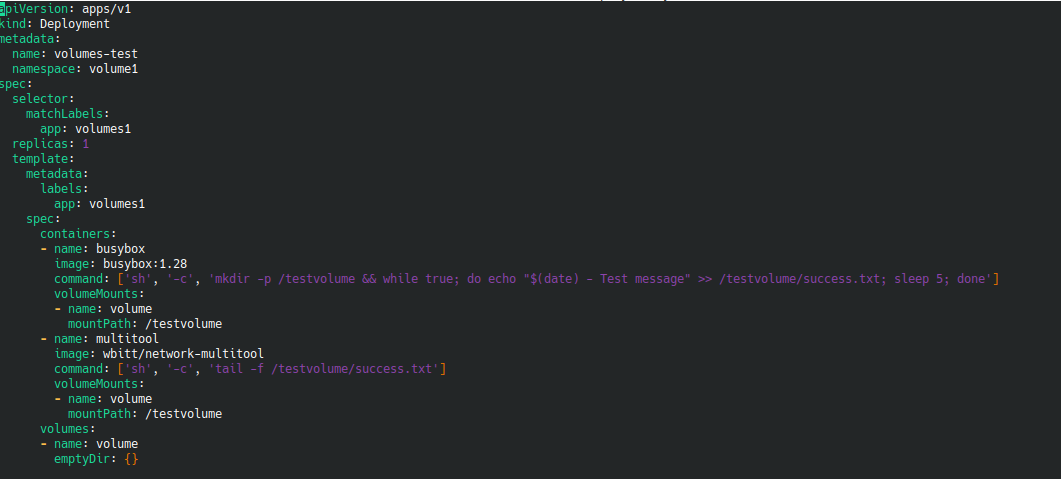 apiVersion: apps/v1
kind: Deployment
metadata:
  name: volumes-test
  namespace: volume1
spec:
  selector:
    matchLabels:
      app: volumes1
  replicas: 1
  template:
    metadata:
      labels:
        app: volumes1
    spec:
      containers:
      - name: busybox
        image: busybox:1.28
        command: ['sh', '-c', 'mkdir -p /testvolume && while true; do echo "$(date) - Test message" >> /testvolume/success.txt; sleep 5; done']
        volumeMounts:
        - name: volume
          mountPath: /testvolume
      - name: multitool
        image: wbitt/network-multitool
        command: ['sh', '-c', 'tail -f /testvolume/success.txt']
        volumeMounts:
        - name: volume
          mountPath: /testvolume
      volumes:
      - name: volume
        emptyDir: {}